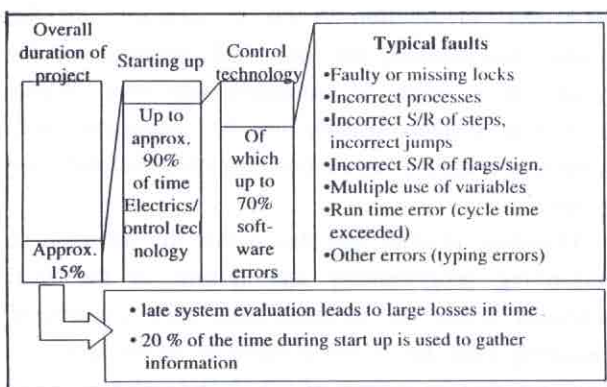 Overall
duration of
project
Approx.
15%
Starting up
Up to
approx.
90%
of time
Electrics/
ontrol tec
nology
Control
technology
Of
which
up to
70%
soft-
ware
errors
Typical faults
•Faulty or missing locks
•Incorrect processes
•Incorrect S/R of steps,
incorrect jumps
•Incorrect S/R of flags/sign.
•Multiple use of variables
•Run time error (cycle time
exceeded)
•Other errors (typing errors)
• late system evaluation leads to large losses in time
• 20 % of the time during start up is used to gather
information